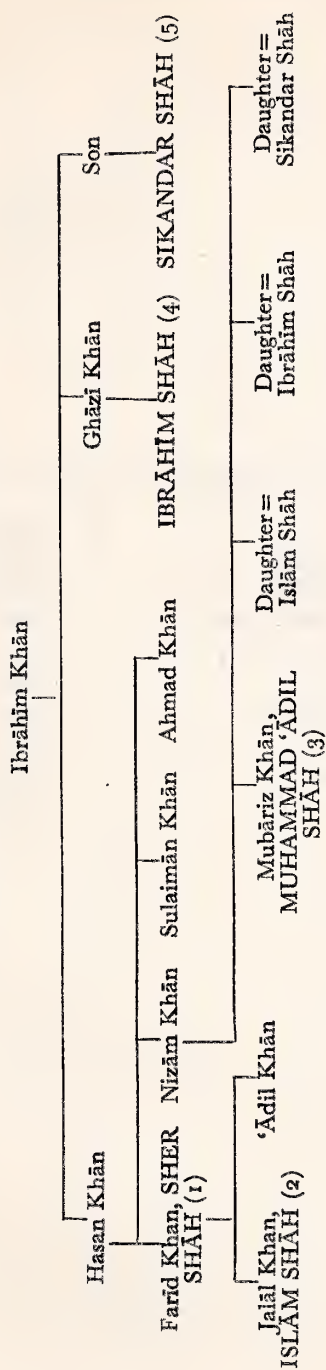 Ibrāhīm Khān
Hasan Khān
Ghāzī Khān
Son
Farīd Khan, SHER
SHĀH (1)
Nizām Khān
Sulaimān Khān
Ahmad Khān
IBRĀHĪM SHĀH (4)
SIKANDAR SHĀH (5)
Jalāl Khan,
ISLĀM SHĀH (2)
‘Ādil Khān
Mubāriz Khān,
MUHAMMAD ‘ĀDIL
SHĀH (3)
Daughter=
Islām Shāh
Daughter=
Ibrāhīm Shāh
Daughter=
Sikandar Shāh